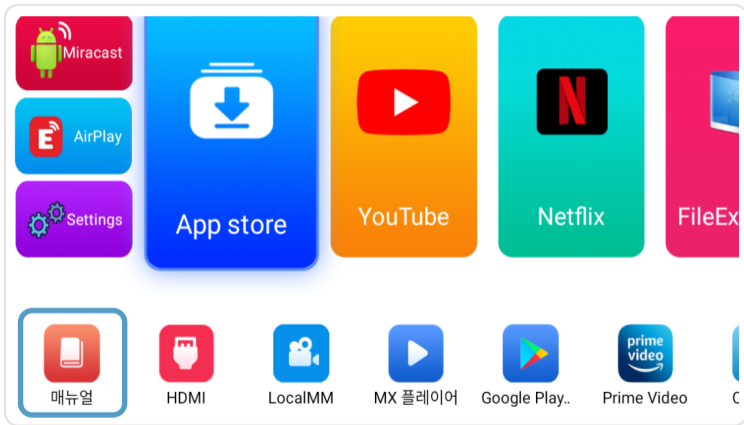 Miracast
E
AirPlay
Settings
App store
YouTube
N
Netflix
FileEx
매뉴얼
HDMI
LocalMM
MX 플레이어
Google Play..
prime
video
Prime Video